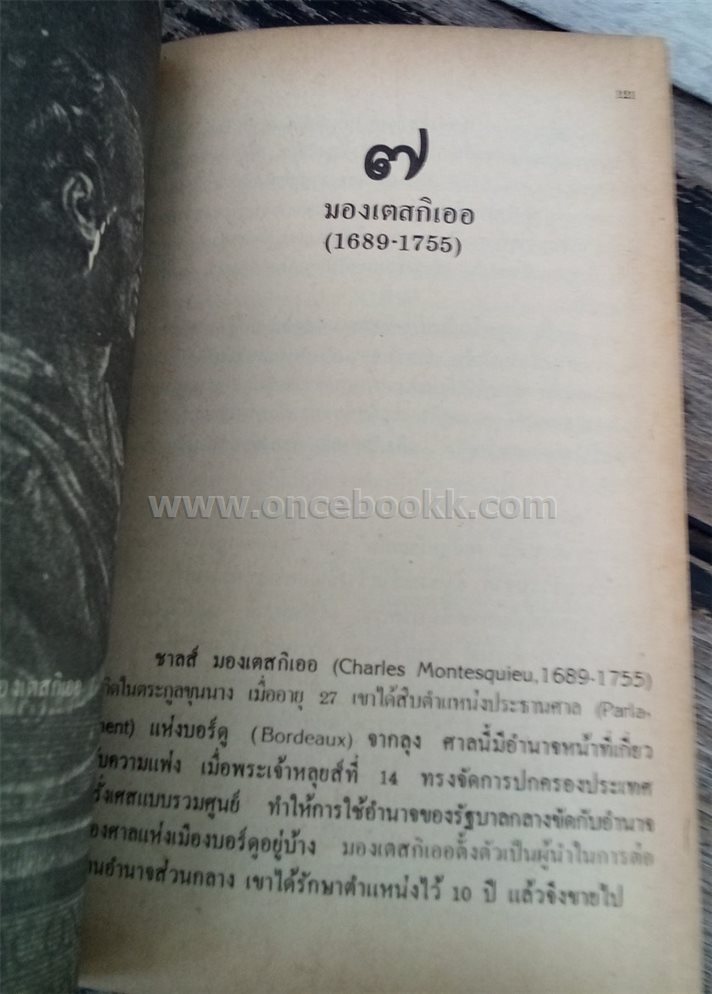 121
๗
มองเตสกิเออ
(1689-1755)
www.oncebookk.com
ชาลส์ มองเตสกิเออ (Charles Montesquieu,1689-1755)
กิดในตระกูลขุนนาง เมื่ออายุ 27 เขาได้สืบตำแหน่งประธานศาล (Parla-
ment) แห่งบอร์ดู (Bordeaux) จากลุง ศาลนี้มีอำนาจหน้าที่เกี่ยว
ับความแพ่ง เมื่อพระเจ้าหลุยส์ที่ 14 ทรงจัดการปกครองประเทศ
รั่งเศสแบบรวมศูนย์ ทำให้การใช้อำนาจของรัฐบาลกลางขัดกับอำนาจ
องศาลแห่งเมืองบอร์ดูอยู่บ้าง มองเตสกิเออตั้งตัวเป็นผู้นำในการต่อ
านอำนาจส่วนกลาง เขาได้รักษาตำแหน่งไว้ 10 ปี แล้วจึงขายไป
องเตสกิเออ